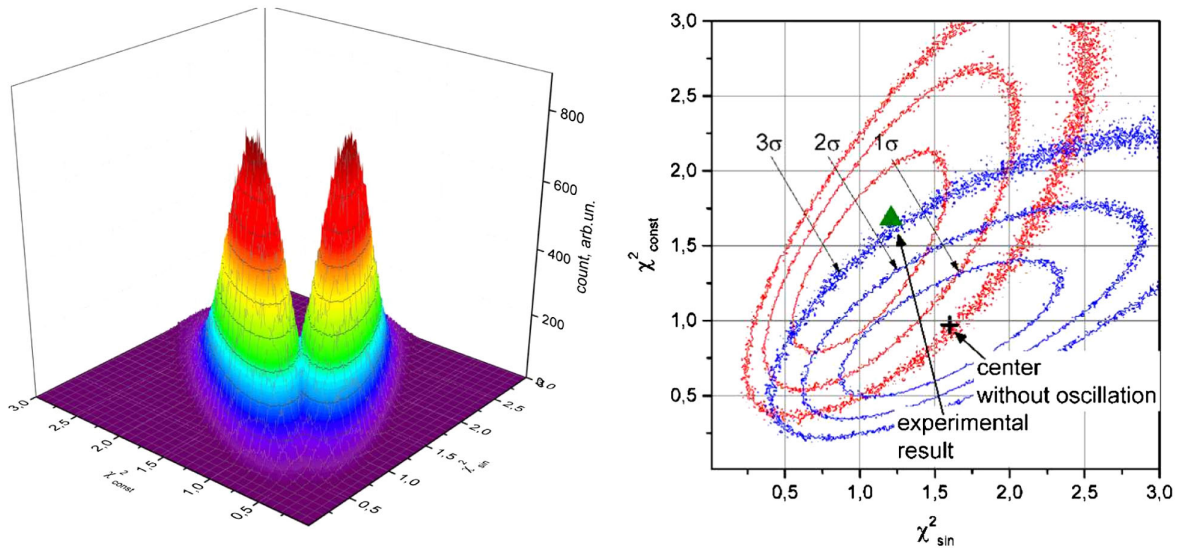 800
600
400
200
0
count, arb.un.
3,0
2,5
2,0
1,5
1,0
0,5
χ²const
3,0
2,5
2,0
1,5
1,0
0,5
χ²sin
3,0
2,5
2,0
1,5
1,0
0,5
χ²const
3σ
2σ
1σ
center
without oscillation
experimental
result
0,5
1,0
1,5
2,0
2,5
3,0
χ²sin